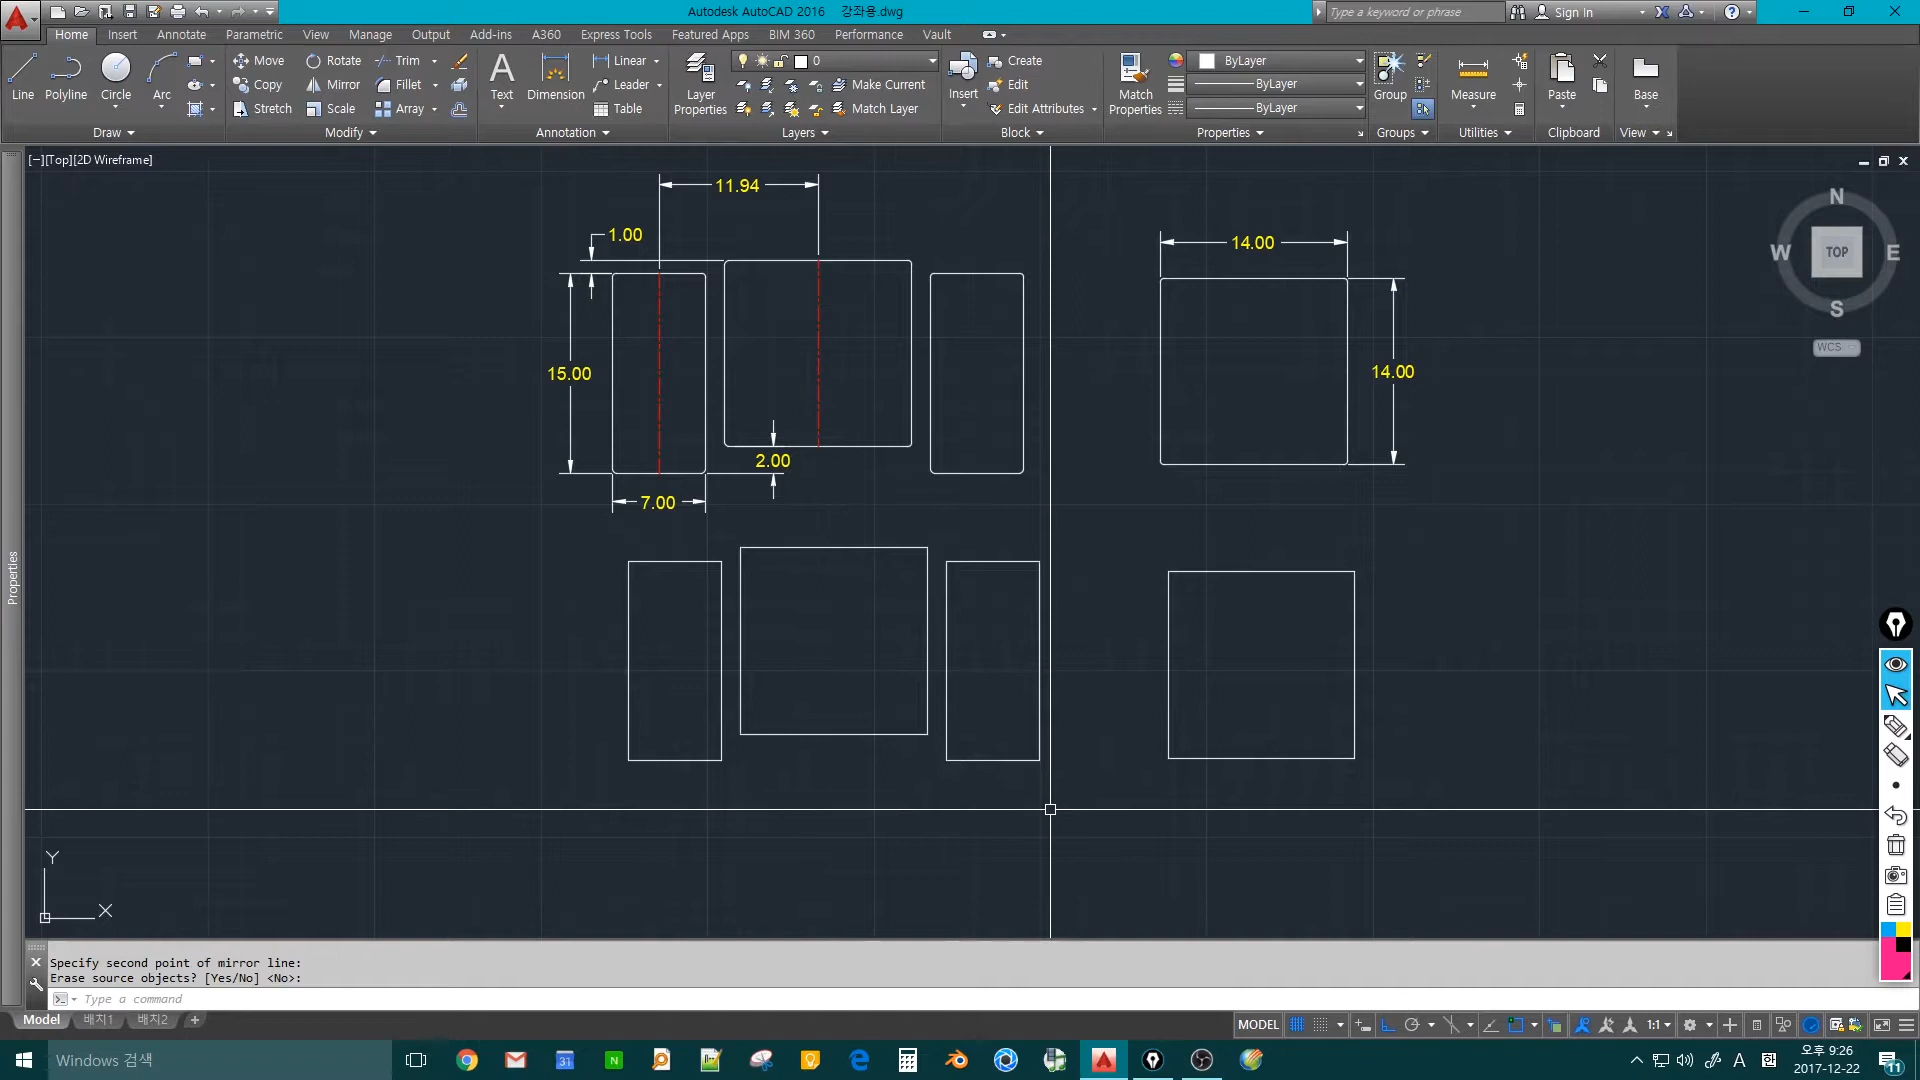 Autodesk AutoCAD 2016 강좌용.dwg
Type a keyword or phrase
Sign In
Home Insert Annotate Parametric View Manage Output Add-ins A360 Express Tools Featured Apps BIM 360 Performance Vault
Line Polyline Circle Arc
Draw
Move Rotate Trim
Copy Mirror Fillet
Stretch Scale Array
Modify
Text Dimension
Linear
Leader
Table
Annotation
Layer Properties
0
Make Current
Match Layer
Layers
Insert
Create
Edit
Edit Attributes
Block
Match Properties
ByLayer
ByLayer
ByLayer
Properties
Group
Groups
Measure
Utilities
Paste
Clipboard
Base
View
[−][Top][2D Wireframe]
11.94
1.00
15.00
2.00
7.00
14.00
14.00
N
W TOP E
S
WCS
Properties
Y
X
Specify second point of mirror line:
Erase source objects? [Yes/No] <No>:
Type a command
Model 배치1 배치2 +
MODEL 1:1
Windows 검색
31
N
A
오후 9:26
2017-12-22
11